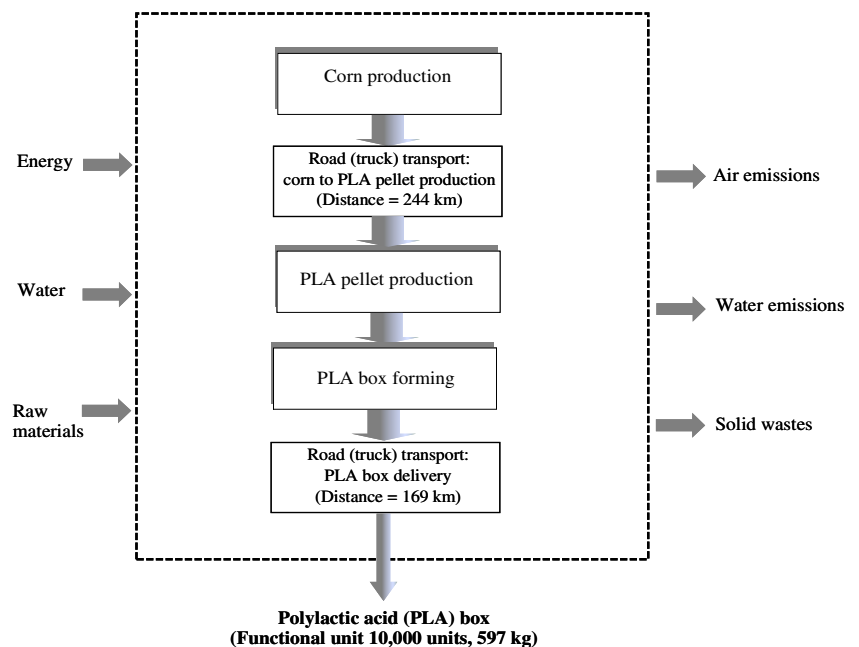 Corn production
Road (truck) transport:
corn to PLA pellet production
(Distance = 244 km)
PLA pellet production
PLA box forming
Road (truck) transport:
PLA box delivery
(Distance = 169 km)
Energy
Water
Raw
materials
Air emissions
Water emissions
Solid wastes
Polylactic acid (PLA) box
(Functional unit 10,000 units, 597 kg)